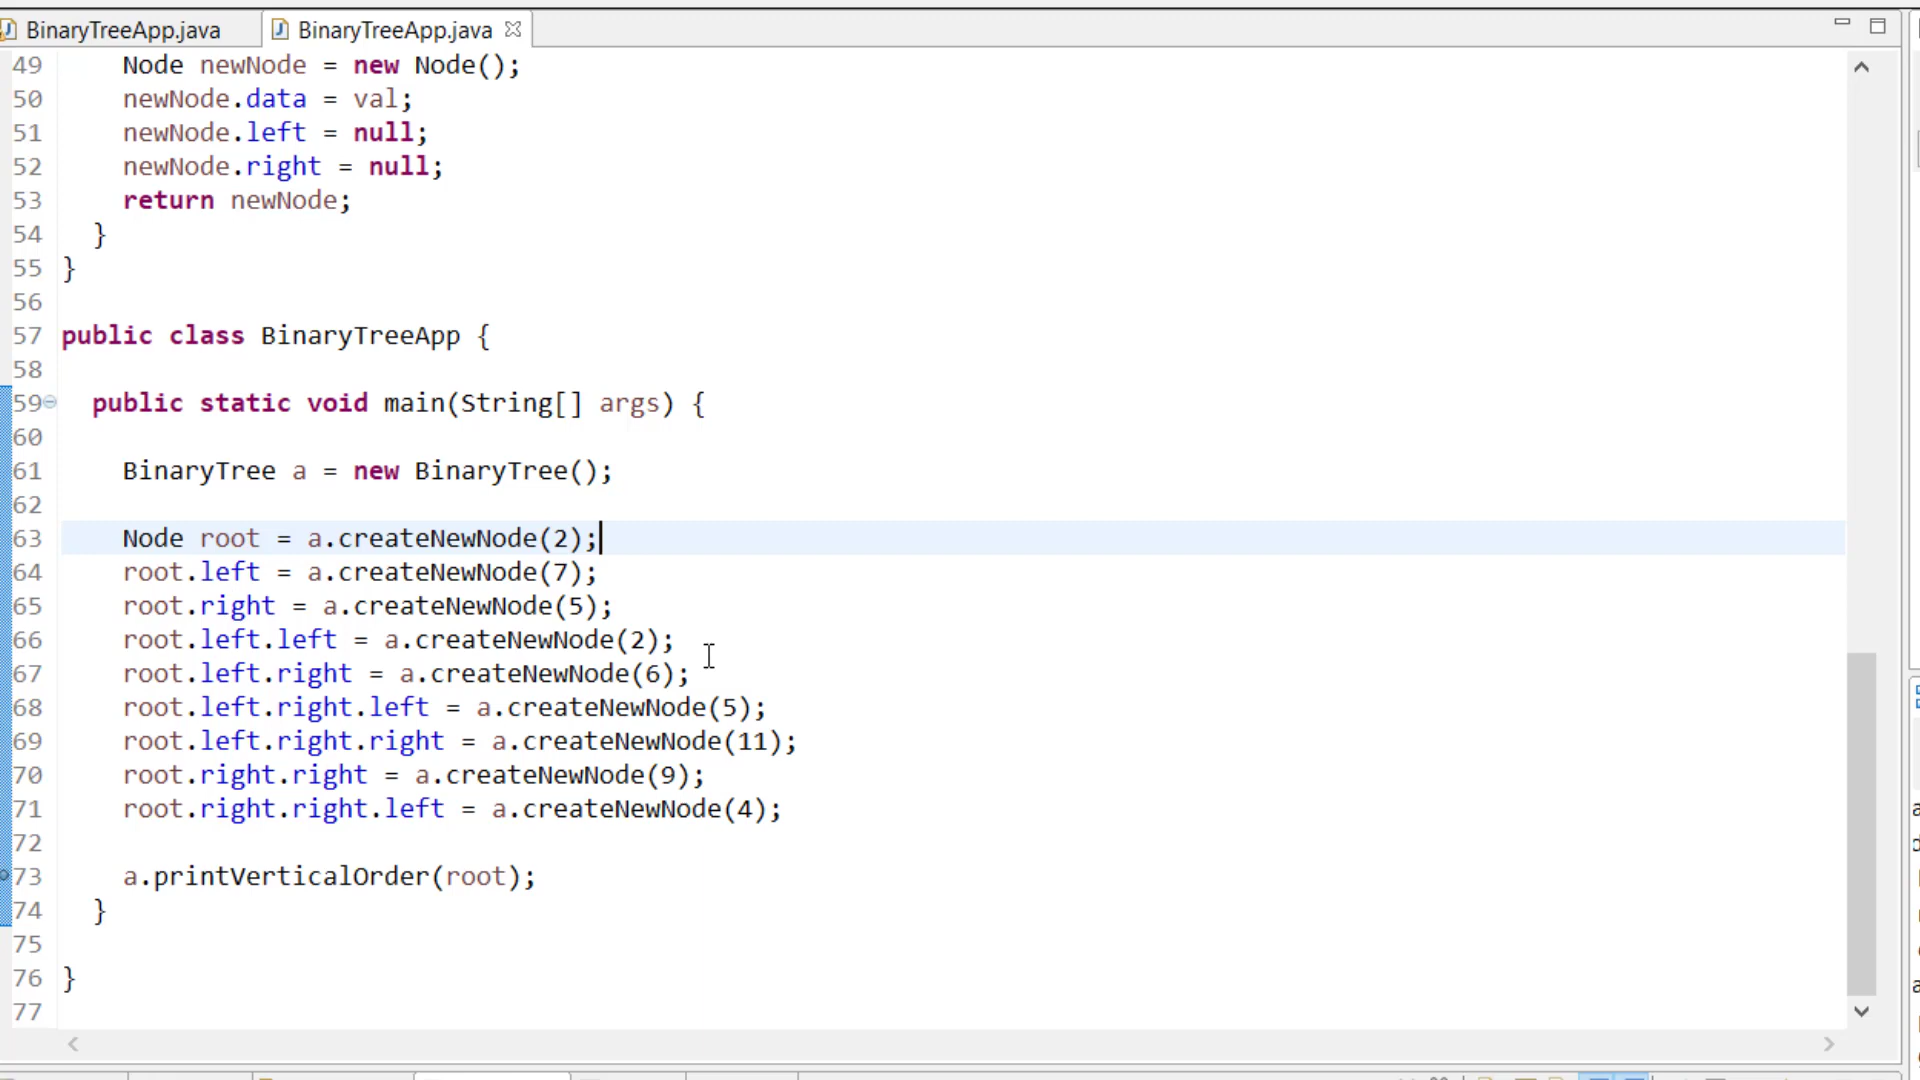 BinaryTreeApp.java
BinaryTreeApp.java
49 Node newNode = new Node();
50 newNode.data = val;
51 newNode.left = null;
52 newNode.right = null;
53 return newNode;
54 }
55 }
56
57 public class BinaryTreeApp {
58
59 public static void main(String[] args) {
60
61 BinaryTree a = new BinaryTree();
62
63 Node root = a.createNewNode(2);
64 root.left = a.createNewNode(7);
65 root.right = a.createNewNode(5);
66 root.left.left = a.createNewNode(2);
67 root.left.right = a.createNewNode(6);
68 root.left.right.left = a.createNewNode(5);
69 root.left.right.right = a.createNewNode(11);
70 root.right.right = a.createNewNode(9);
71 root.right.right.left = a.createNewNode(4);
72
73 a.printVerticalOrder(root);
74 }
75
76 }
77